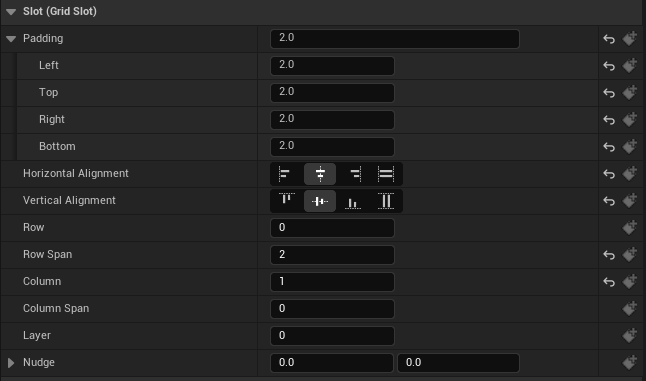 Slot (Grid Slot)
Padding 2.0
Left 2.0
Top 2.0
Right 2.0
Bottom 2.0
Horizontal Alignment
Vertical Alignment
Row 0
Row Span 2
Column 1
Column Span 0
Layer 0
Nudge 0.0 0.0